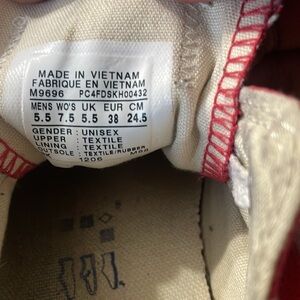 MADE IN VIETNAM
FABRIQUE EN VIETNAM
M9696 PC4FDSKH00432
MENS WO'S UK EUR CM
5.5 7.5 5.5 38 24.5
GENDER : UNISEX
UPPER : TEXTILE
LINING : TEXTILE
OUTSOLE : TEXTILE/RUBBER
1206